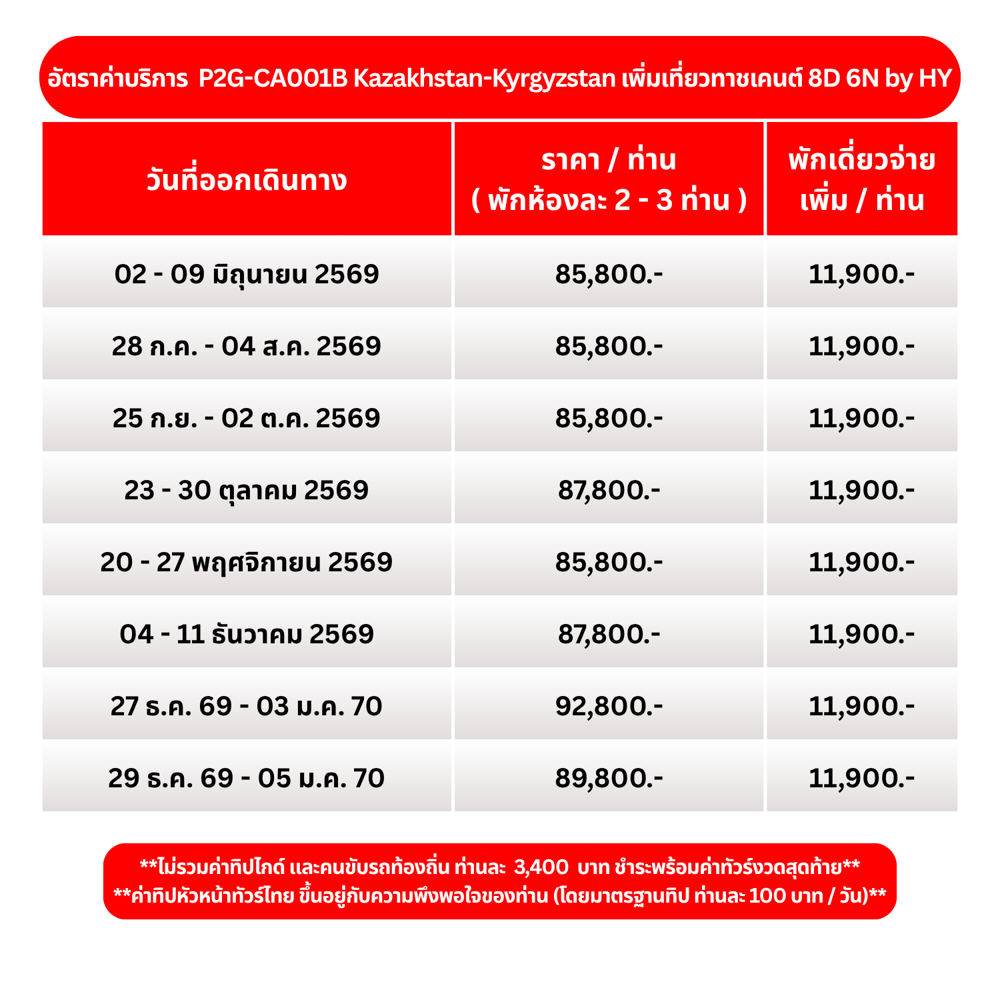 อัตราค่าบริการ P2G-CA001B Kazakhstan-Kyrgyzstan เพิ่มเที่ยวทาชเคนต์ 8D 6N by HY
วันที่ออกเดินทาง
ราคา / ท่าน
( พักห้องละ 2 - 3 ท่าน )
พักเดี่ยวจ่าย
เพิ่ม / ท่าน
02 - 09 มิถุนายน 2569 85,800.- 11,900.-
28 ก.ค. - 04 ส.ค. 2569 85,800.- 11,900.-
25 ก.ย. - 02 ต.ค. 2569 85,800.- 11,900.-
23 - 30 ตุลาคม 2569 87,800.- 11,900.-
20 - 27 พฤศจิกายน 2569 85,800.- 11,900.-
04 - 11 ธันวาคม 2569 87,800.- 11,900.-
27 ธ.ค. 69 - 03 ม.ค. 70 92,800.- 11,900.-
29 ธ.ค. 69 - 05 ม.ค. 70 89,800.- 11,900.-
**ไม่รวมค่าทิปไกด์ และคนขับรถท้องถิ่น ท่านละ 3,400 บาท ชำระพร้อมค่าทัวร์งวดสุดท้าย**
**ค่าทิปหัวหน้าทัวร์ไทย ขึ้นอยู่กับความพึงพอใจของท่าน (โดยมาตรฐานทิป ท่านละ 100 บาท / วัน)**